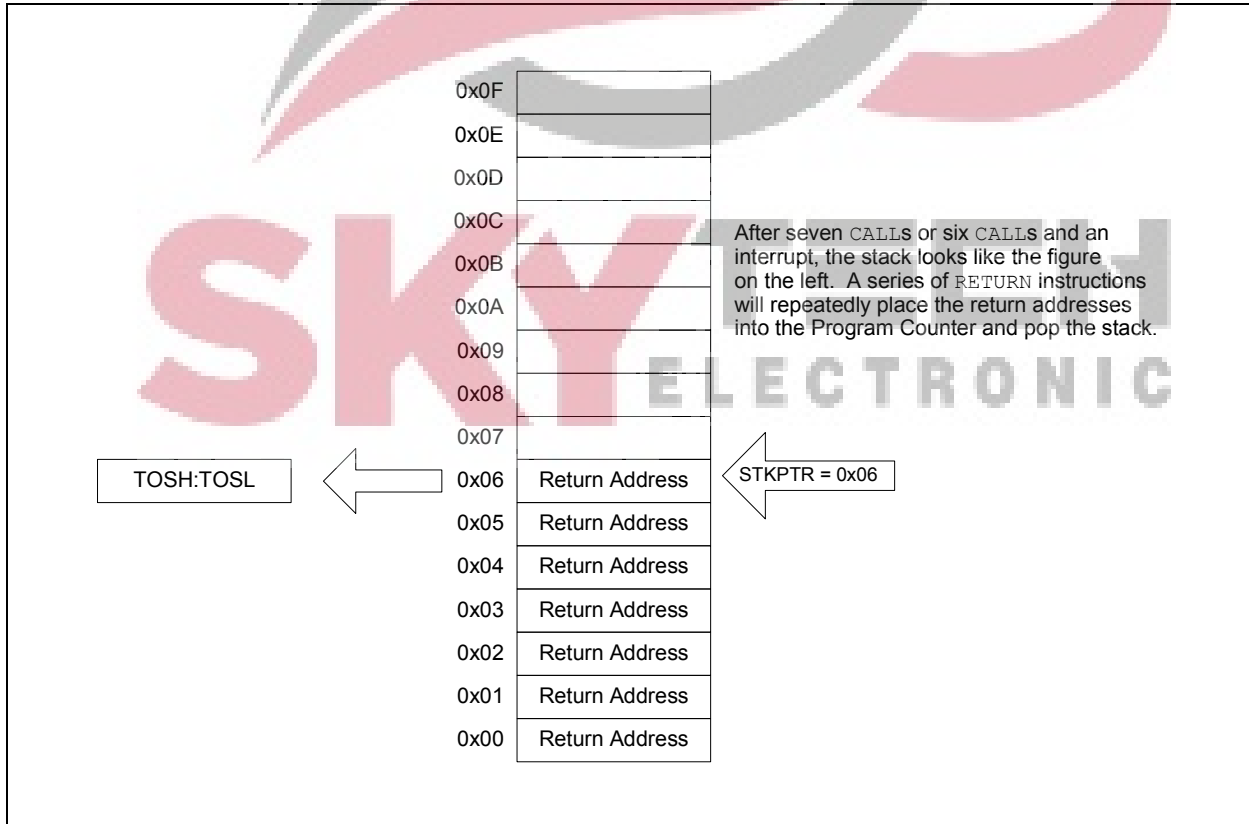 0x0F
0x0E
0x0D
0x0C
After seven CALLs or six CALLs and an
interrupt, the stack looks like the figure
on the left. A series of RETURN instructions
will repeatedly place the return addresses
into the Program Counter and pop the stack.
0x0B
0x0A
0x09
0x08
0x07
TOSH:TOSL
0x06 Return Address
STKPTR = 0x06
0x05 Return Address
0x04 Return Address
0x03 Return Address
0x02 Return Address
0x01 Return Address
0x00 Return Address
SKYTECH
ELECTRONIC